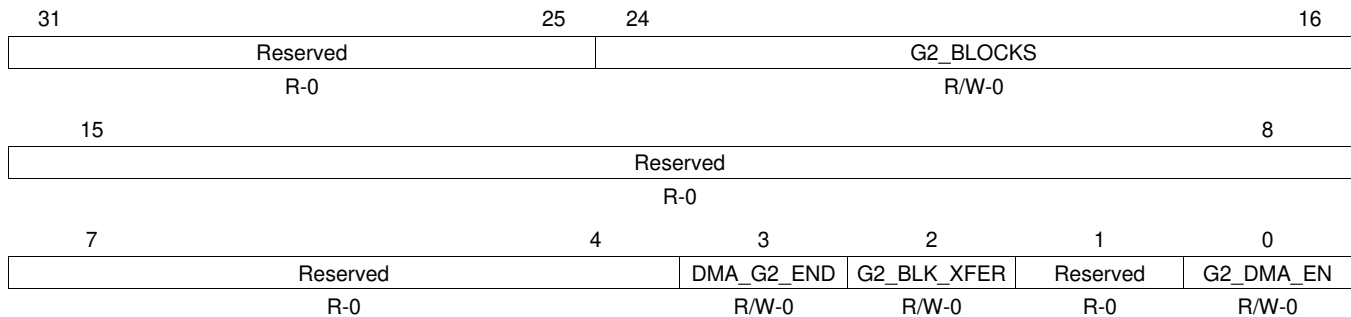 31 25 24 16
Reserved G2_BLOCKS
R-0 R/W-0
15 8
Reserved
R-0
7 4 3 2 1 0
Reserved DMA_G2_END G2_BLK_XFER Reserved G2_DMA_EN
R-0 R/W-0 R/W-0 R-0 R/W-0